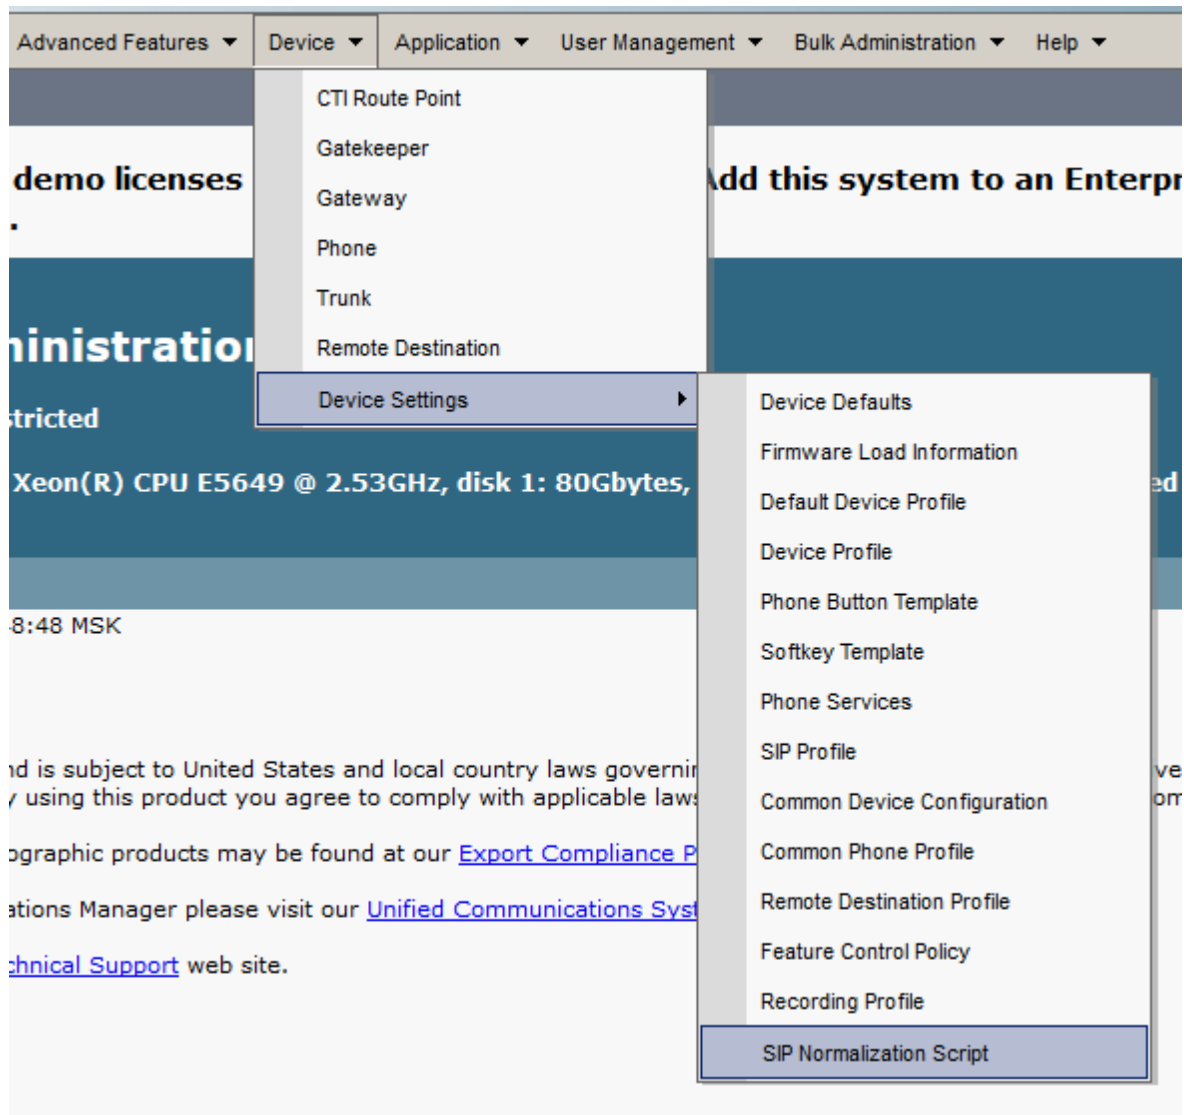 Advanced Features Device Application User Management Bulk Administration Help
CTI Route Point
Gatekeeper
Gateway
Phone
Trunk
Remote Destination
Device Settings
Device Defaults
Firmware Load Information
Default Device Profile
Device Profile
Phone Button Template
Softkey Template
Phone Services
SIP Profile
Common Device Configuration
Common Phone Profile
Remote Destination Profile
Feature Control Policy
Recording Profile
SIP Normalization Script
demo licenses dd this system to an Enterpr
.
ninistration
stricted
Xeon(R) CPU E5649 @ 2.53GHz, disk 1: 80Gbytes, ed
8:48 MSK
nd is subject to United States and local country laws governin ve
y using this product you agree to comply with applicable laws om
ographic products may be found at our Export Compliance P
ations Manager please visit our Unified Communications Syst
chnical Support web site.